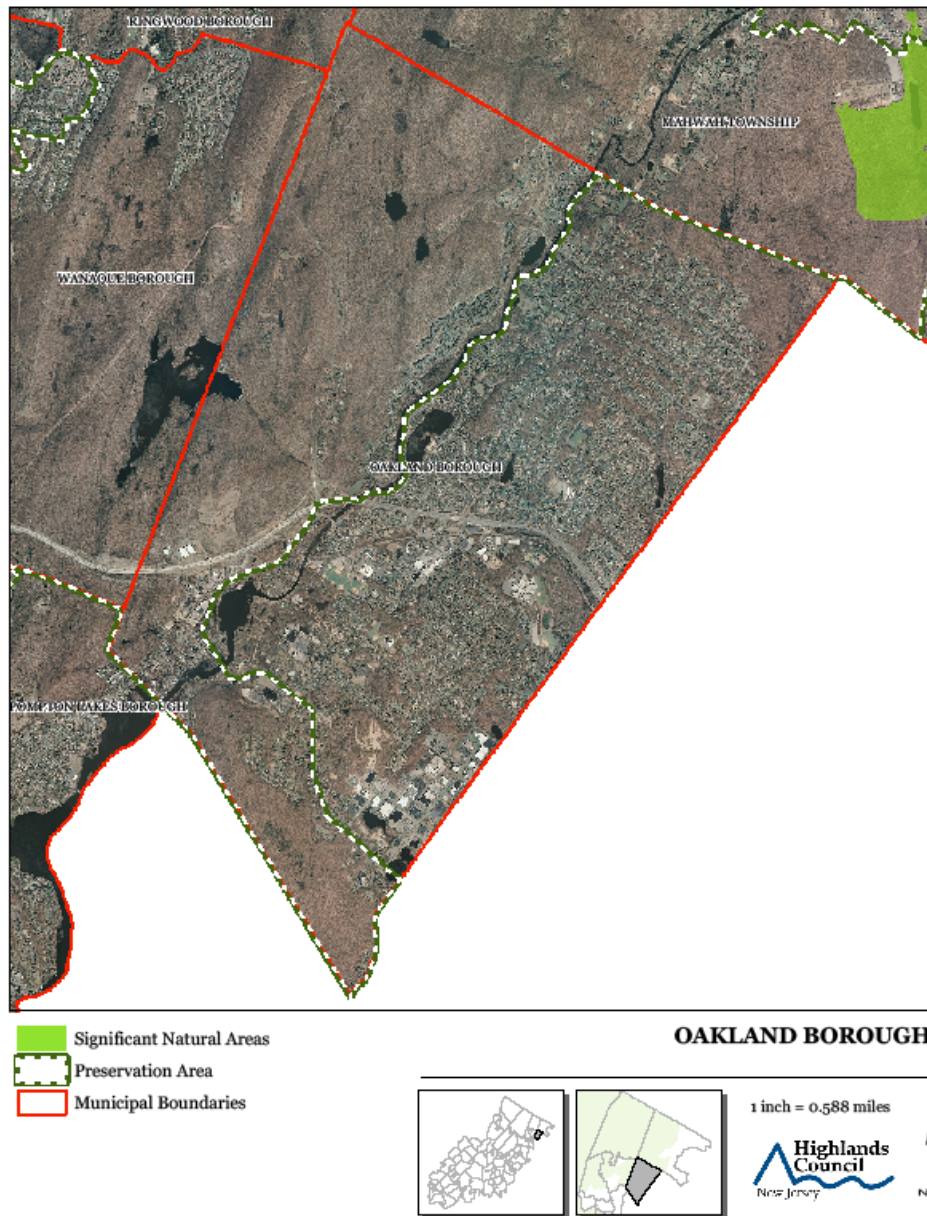 RINGWOOD BOROUGH
MAHWAH TOWNSHIP
WANAQUE BOROUGH
OAKLAND BOROUGH
POMPTON LAKES BOROUGH
Significant Natural Areas
Preservation Area
Municipal Boundaries
OAKLAND BOROUGH
1 inch = 0.588 miles
Highlands
Council
New Jersey
N